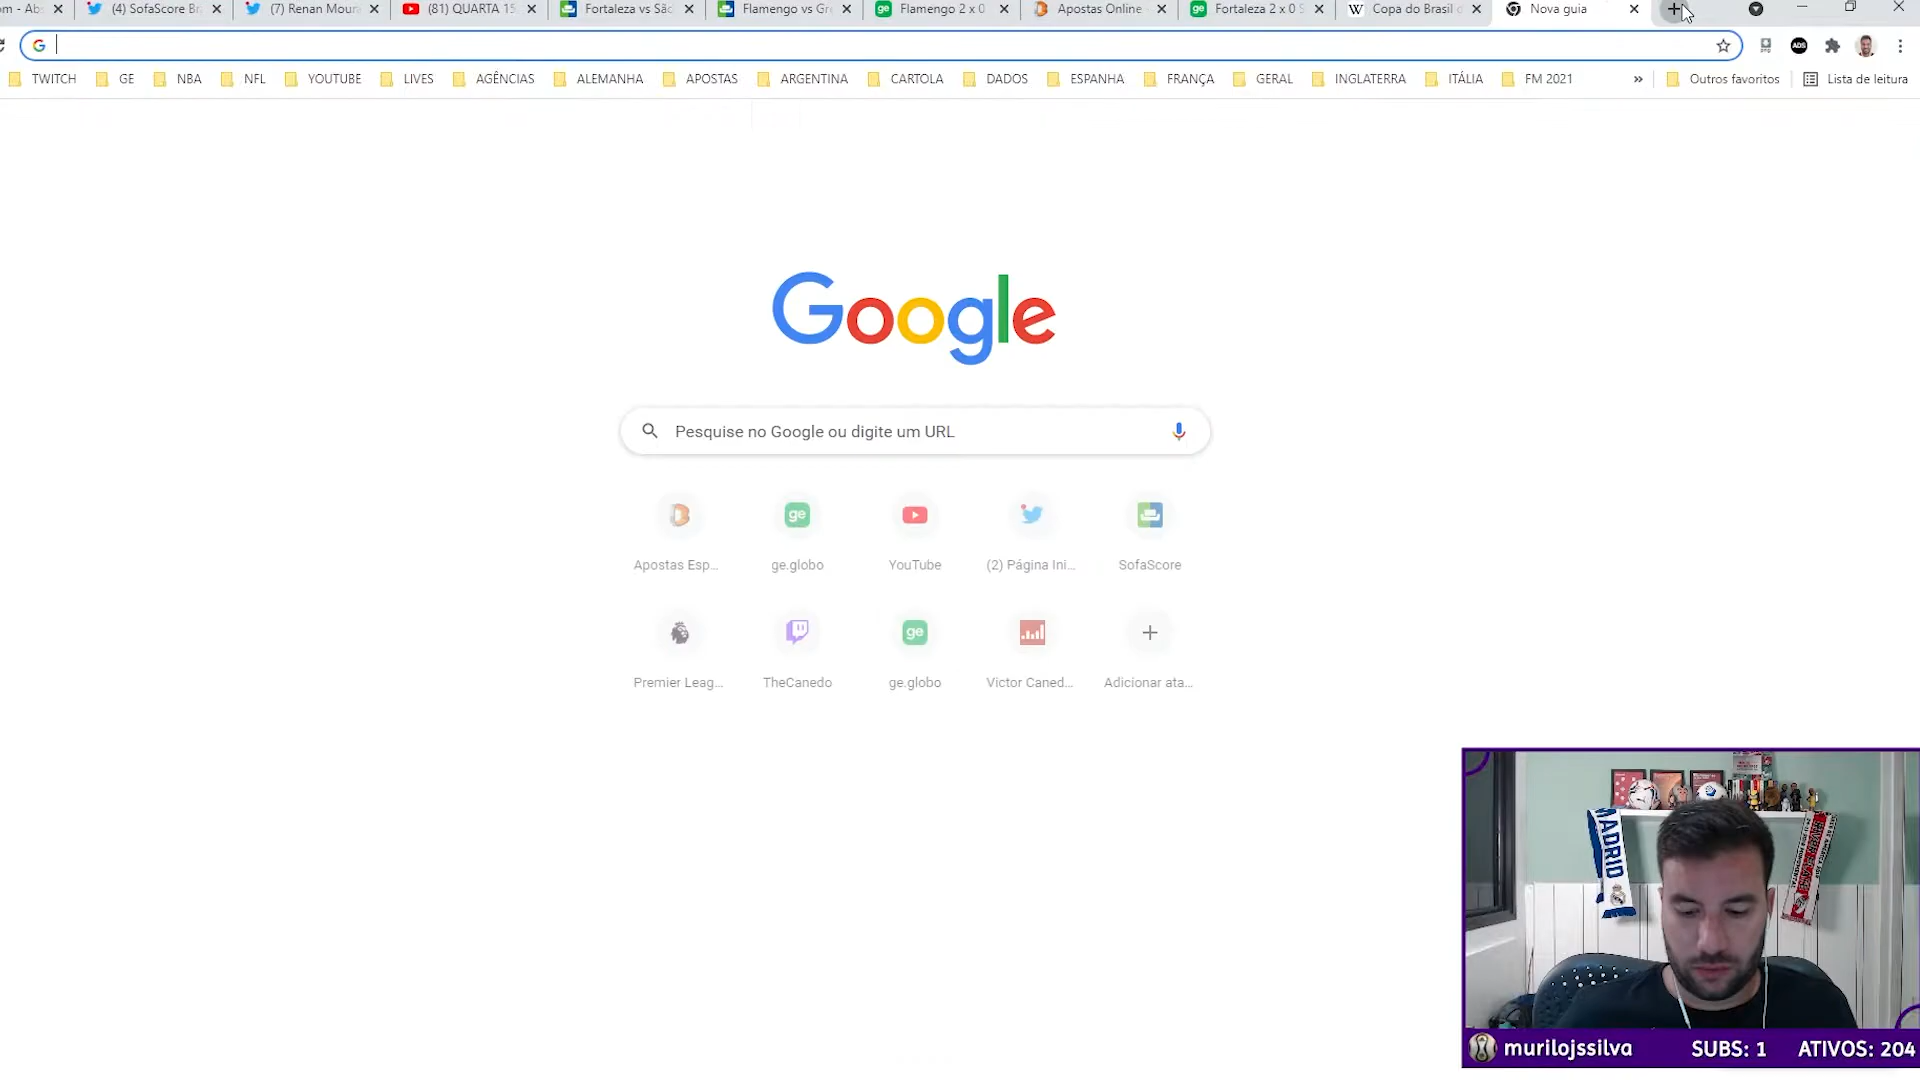 om - Abs
(4) SofaScore Br
(7) Renan Moura
(81) QUARTA 15
Fortaleza vs São
Flamengo vs Gr
Flamengo 2 x 0
Apostas Online -
Fortaleza 2 x 0 S
Copa do Brasil d
Nova guia
ABS
TWITCH
GE
NBA
NFL
YOUTUBE
LIVES
AGÊNCIAS
ALEMANHA
APOSTAS
ARGENTINA
CARTOLA
DADOS
ESPANHA
FRANÇA
GERAL
INGLATERRA
ITÁLIA
FM 2021
»
Outros favoritos
Lista de leitura
Google
Pesquise no Google ou digite um URL
Apostas Esp...
ge.globo
YouTube
(2) Página Ini...
SofaScore
Premier Leag...
TheCanedo
ge.globo
Victor Caned...
Adicionar ata...
MADRID
murilojssilva SUBS: 1 ATIVOS: 204